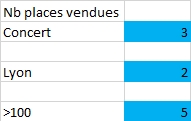 Nb places vendues
Concert 3
Lyon 2
>100 5